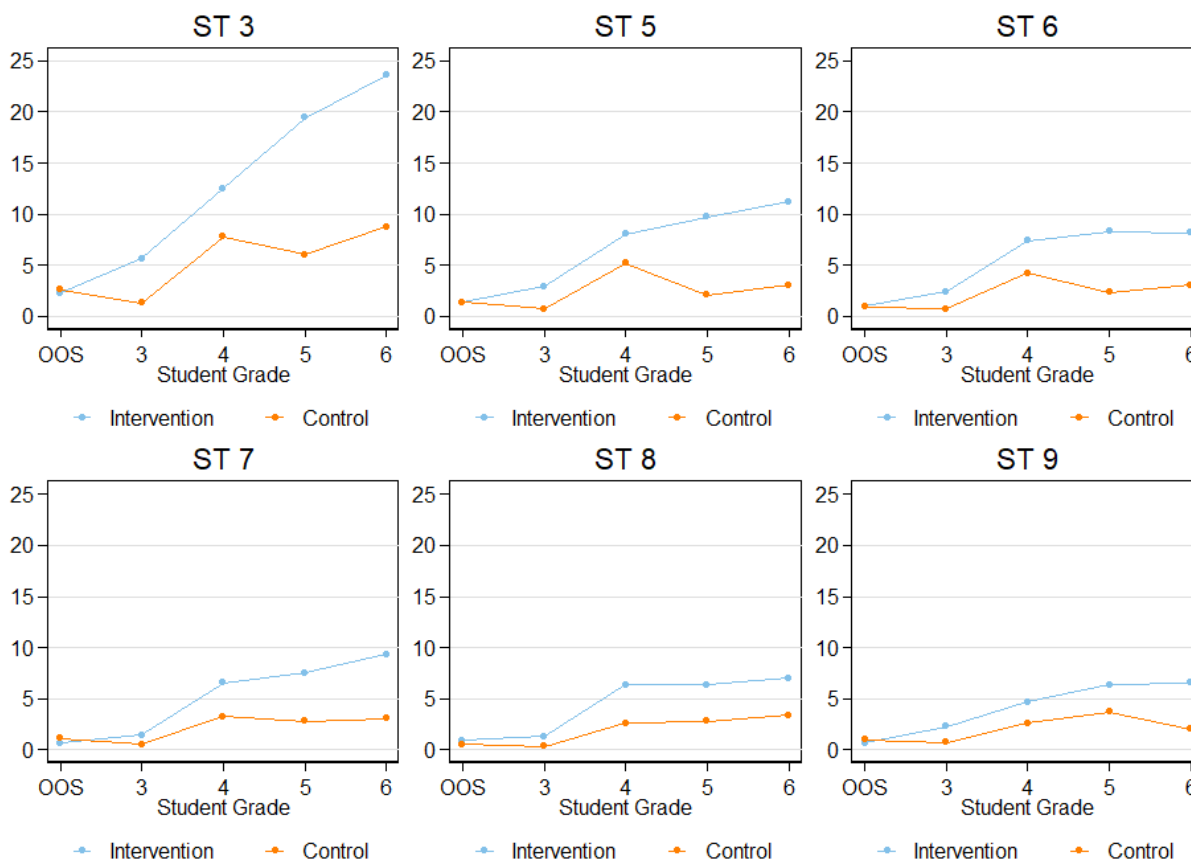 ST 3 ST 5 ST 6
25 25 25
20 20 20
15 15 15
10 10 10
5 5 5
0 0 0
OOS 3 4 5 6 OOS 3 4 5 6 OOS 3 4 5 6
Student Grade Student Grade Student Grade
Intervention Control Intervention Control Intervention Control
ST 7 ST 8 ST 9
25 25 25
20 20 20
15 15 15
10 10 10
5 5 5
0 0 0
OOS 3 4 5 6 OOS 3 4 5 6 OOS 3 4 5 6
Student Grade Student Grade Student Grade
Intervention Control Intervention Control Intervention Control